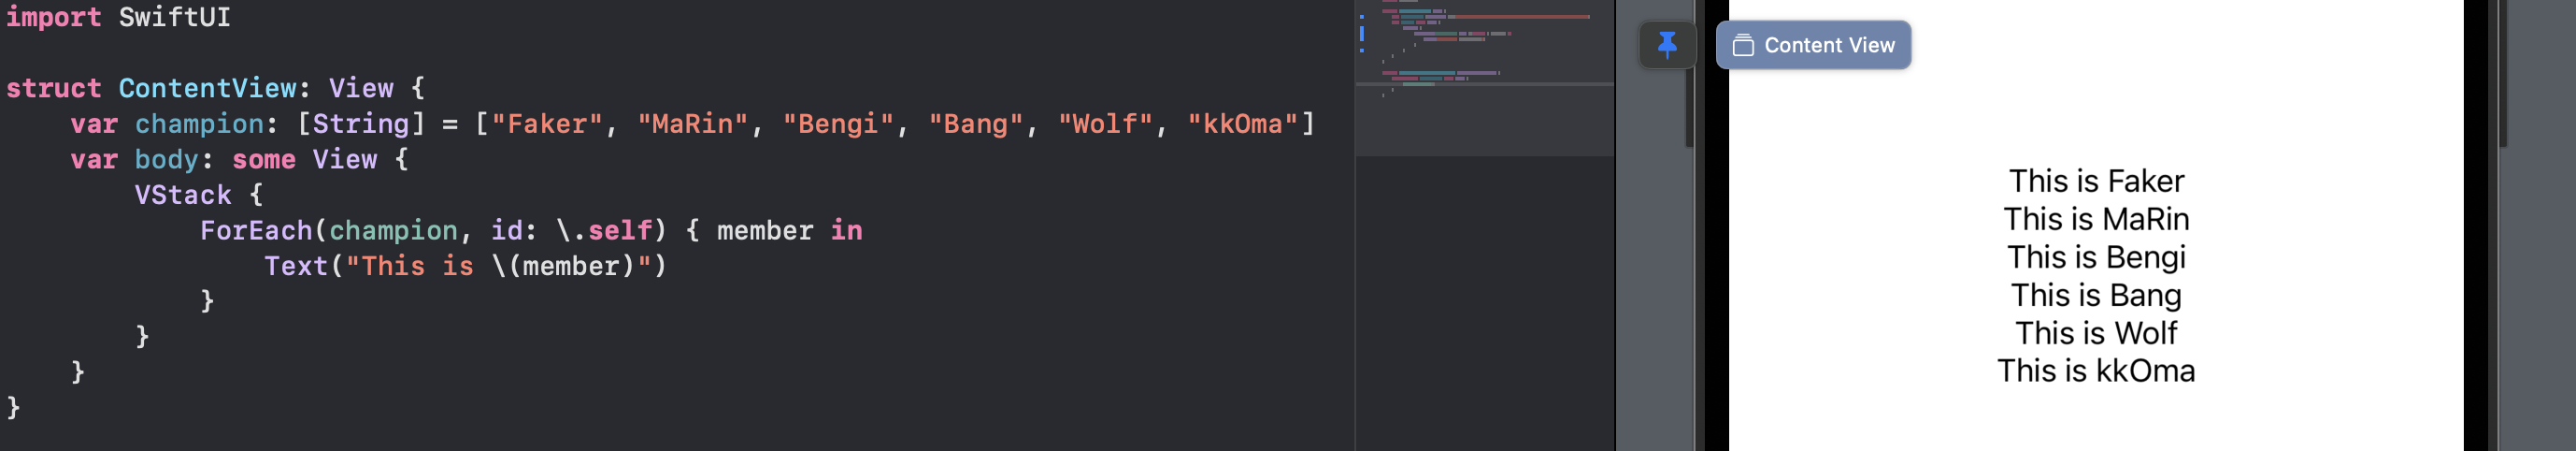 import SwiftUI
struct ContentView: View {
    var champion: [String] = ["Faker", "MaRin", "Bengi", "Bang", "Wolf", "kkOma"]
    var body: some View {
        VStack {
            ForEach(champion, id: \.self) { member in
                Text("This is \(member)")
            }
        }
    }
}
Content View
This is Faker
This is MaRin
This is Bengi
This is Bang
This is Wolf
This is kkOma